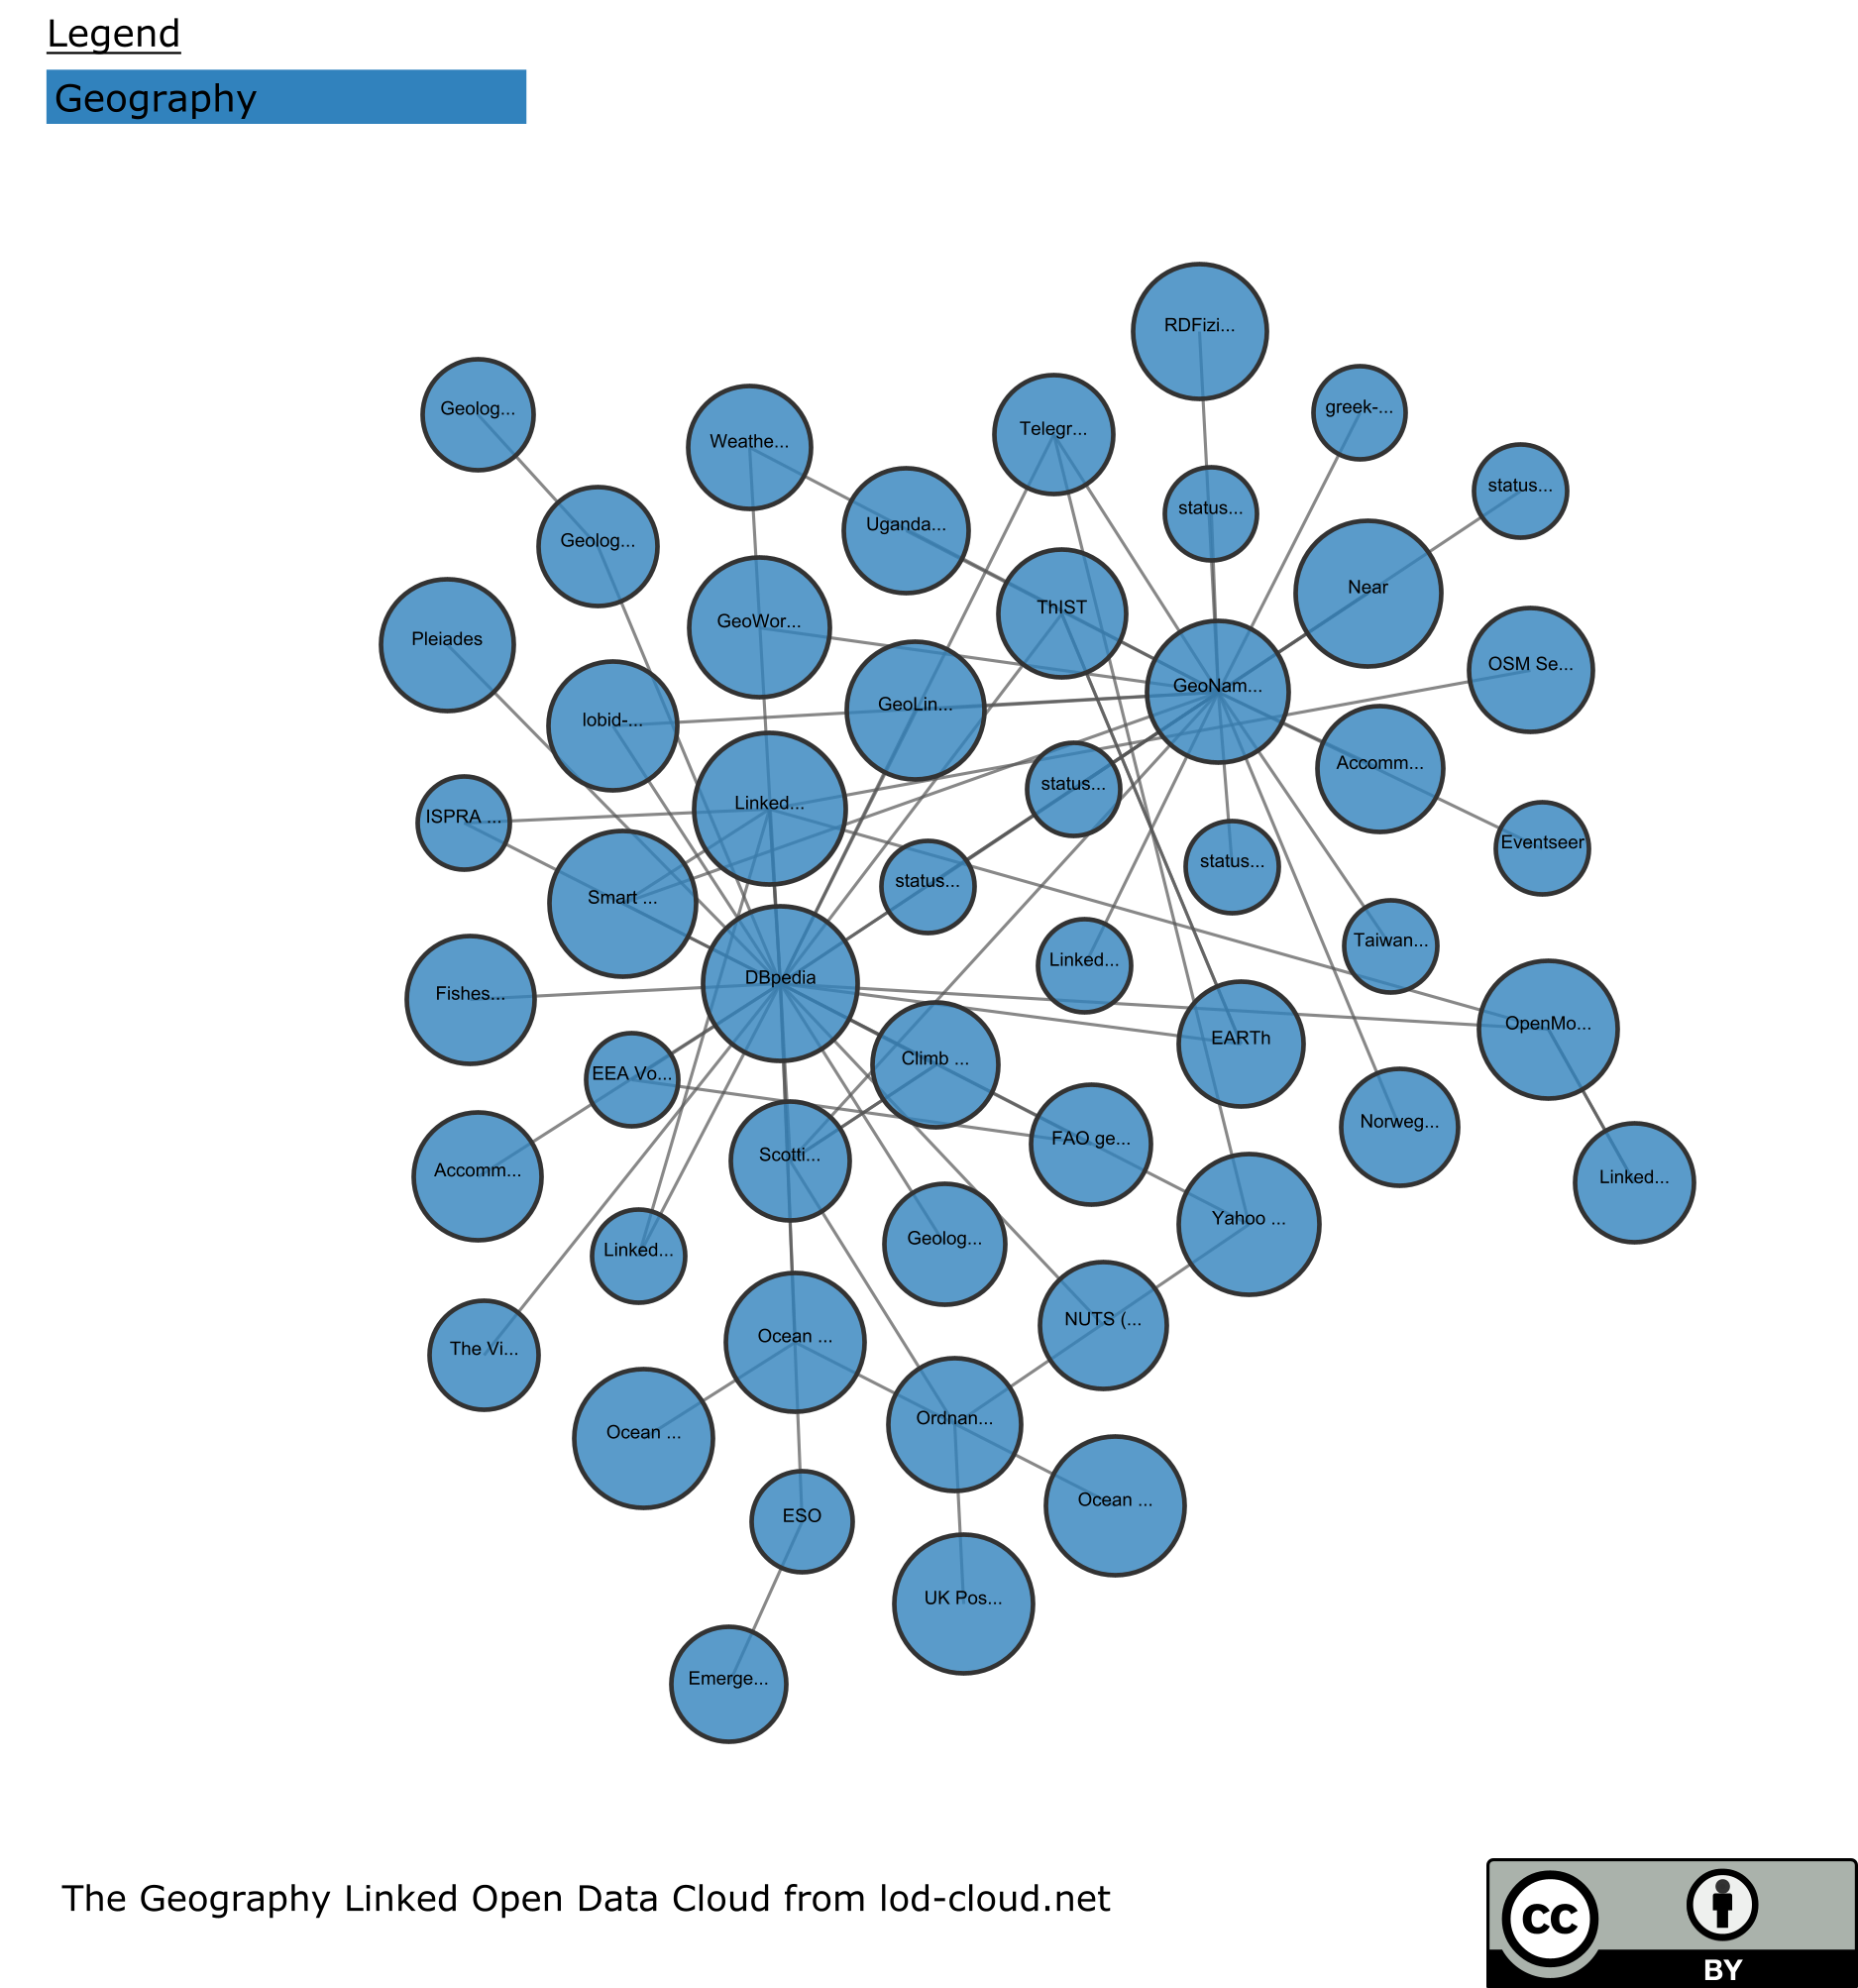 Legend
Geography
RDFizi...
greek-...
Geolog...
Telegr...
Weathe...
status...
status...
Uganda...
Geolog...
Near
ThIST
GeoWor...
Pleiades
OSM Se...
GeoNam...
GeoLin...
lobid-...
Accomm...
status...
Linked...
ISPRA ...
Eventseer
status...
status...
Smart ...
Taiwan...
Linked...
DBpedia
Fishes...
OpenMo...
EARTh
Climb ...
EEA Vo...
Norweg...
FAO ge...
Scotti...
Accomm...
Linked...
Yahoo ...
Geolog...
Linked...
NUTS (...
Ocean ...
The Vi...
Ordnan...
Ocean ...
Ocean ...
ESO
UK Pos...
Emerge...
The Geography Linked Open Data Cloud from lod-cloud.net
cc
BY